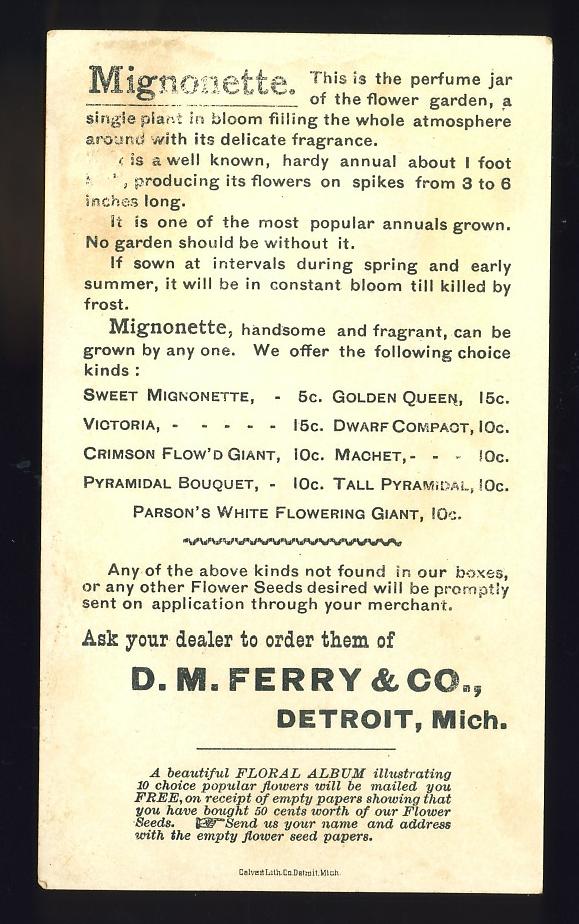 Mignonette. This is the perfume jar
of the flower garden, a
single plant in bloom filling the whole atmosphere
around with its delicate fragrance.
is a well known, hardy annual about 1 foot
, producing its flowers on spikes from 3 to 6
inches long.
It is one of the most popular annuals grown.
No garden should be without it.
If sown at intervals during spring and early
summer, it will be in constant bloom till killed by
frost.
Mignonette, handsome and fragrant, can be
grown by any one. We offer the following choice
kinds :
SWEET MIGNONETTE, - 5c. GOLDEN QUEEN, 15c.
VICTORIA, - - - - - 15c. DWARF COMPACT, 10c.
CRIMSON FLOW'D GIANT, 10c. MACHET, - - - 10c.
PYRAMIDAL BOUQUET, - 10c. TALL PYRAMIDAL, 10c.
PARSON'S WHITE FLOWERING GIANT, 10c.
Any of the above kinds not found in our boxes,
or any other Flower Seeds desired will be promptly
sent on application through your merchant.
Ask your dealer to order them of
D. M. FERRY & CO.,
DETROIT, Mich.
A beautiful FLORAL ALBUM illustrating
10 choice popular flowers will be mailed you
FREE, on receipt of empty papers showing that
you have bought 50 cents worth of our Flower
Seeds. ☞ Send us your name and address
with the empty flower seed papers.
Calvert Lith. Co. Detroit, Mich.